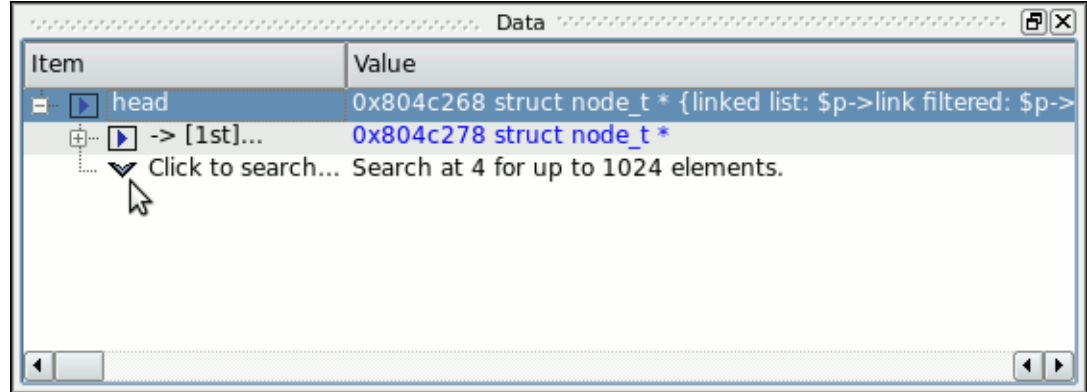 Data
Item Value
head 0x804c268 struct node_t * {linked list: $p->link filtered: $p->
-> [1st]... 0x804c278 struct node_t *
Click to search... Search at 4 for up to 1024 elements.